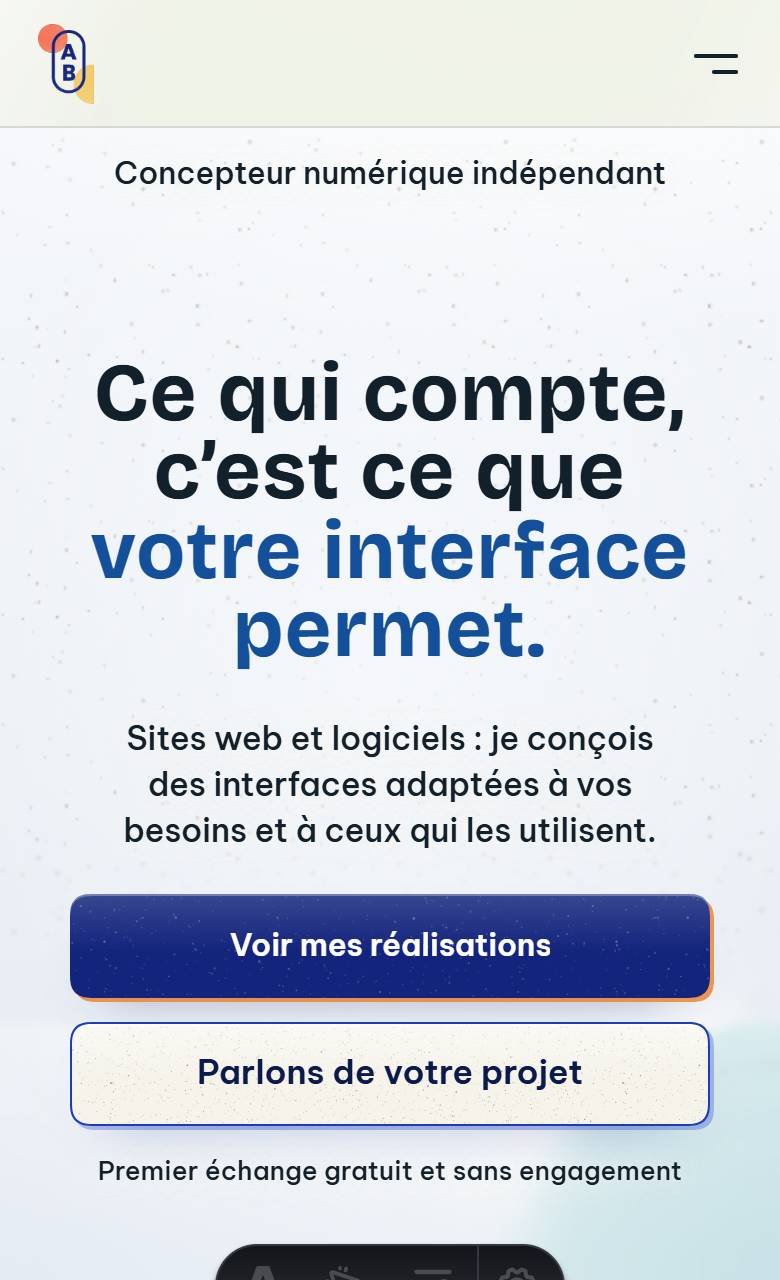 A
B
Concepteur numérique indépendant
Ce qui compte,
c’est ce que
votre interface
permet.
Sites web et logiciels : je conçois
des interfaces adaptées à vos
besoins et à ceux qui les utilisent.
Voir mes réalisations
Parlons de votre projet
Premier échange gratuit et sans engagement
A